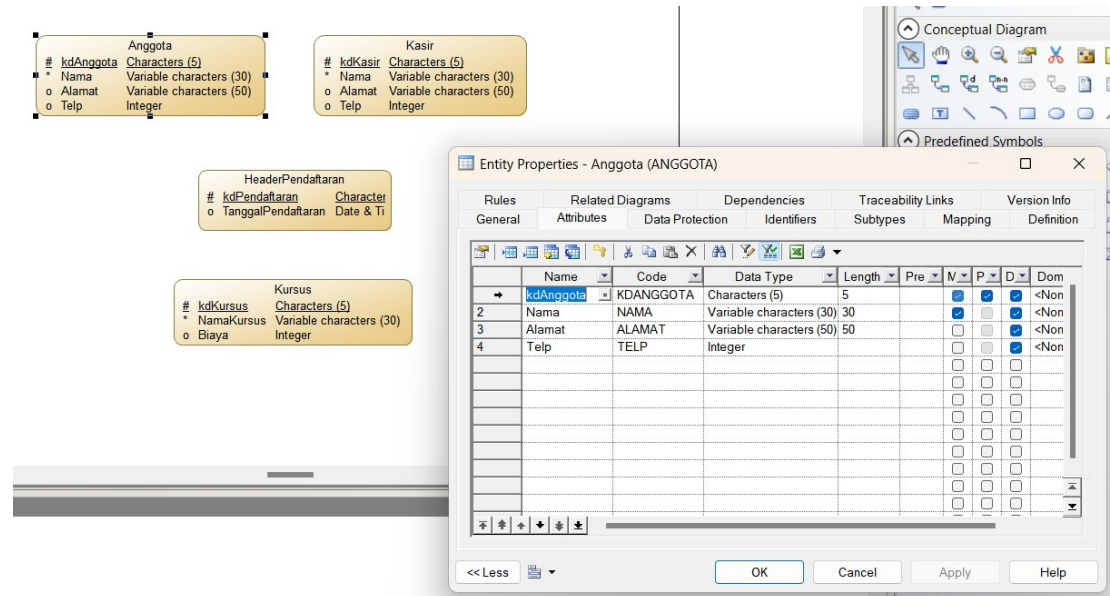 Anggota
# kdAnggota Characters (5)
* Nama Variable characters (30)
o Alamat Variable characters (50)
o Telp Integer
Kasir
# kdKasir Characters (5)
* Nama Variable characters (30)
o Alamat Variable characters (50)
o Telp Integer
HeaderPendaftaran
# kdPendaftaran Character
o TanggalPendaftaran Date & Ti
Kursus
# kdKursus Characters (5)
* NamaKursus Variable characters (30)
o Biaya Integer
Conceptual Diagram
Predefined Symbols
Entity Properties - Anggota (ANGGOTA)
Rules Related Diagrams Dependencies Traceability Links Version Info
General Attributes Data Protection Identifiers Subtypes Mapping Definition
Name Code Data Type Length Pre M P D Dom
kdAnggota KDANGGOTA Characters (5) 5 <Non
2 Nama NAMA Variable characters (30) 30 <Non
3 Alamat ALAMAT Variable characters (50) 50 <Non
4 Telp TELP Integer <Non
<< Less OK Cancel Apply Help